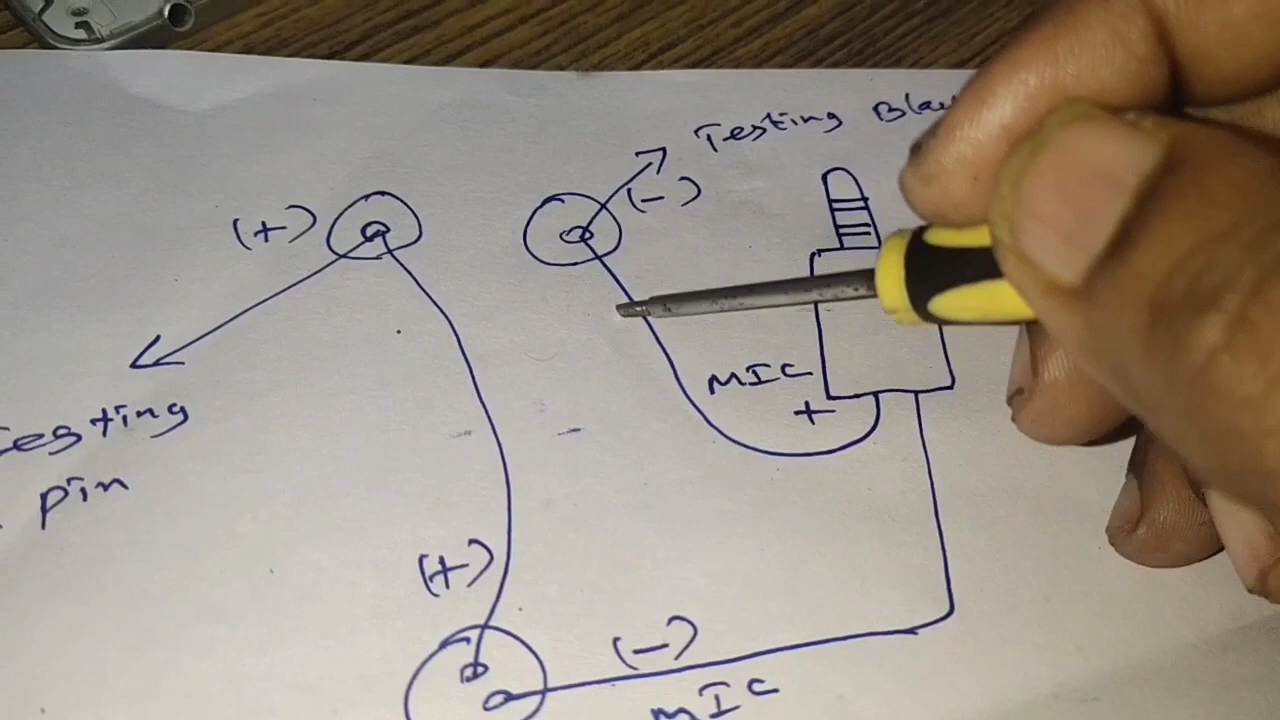 Testing
(+)
(-)
MIC
+
testing
pin
(+)
(-)
MIC